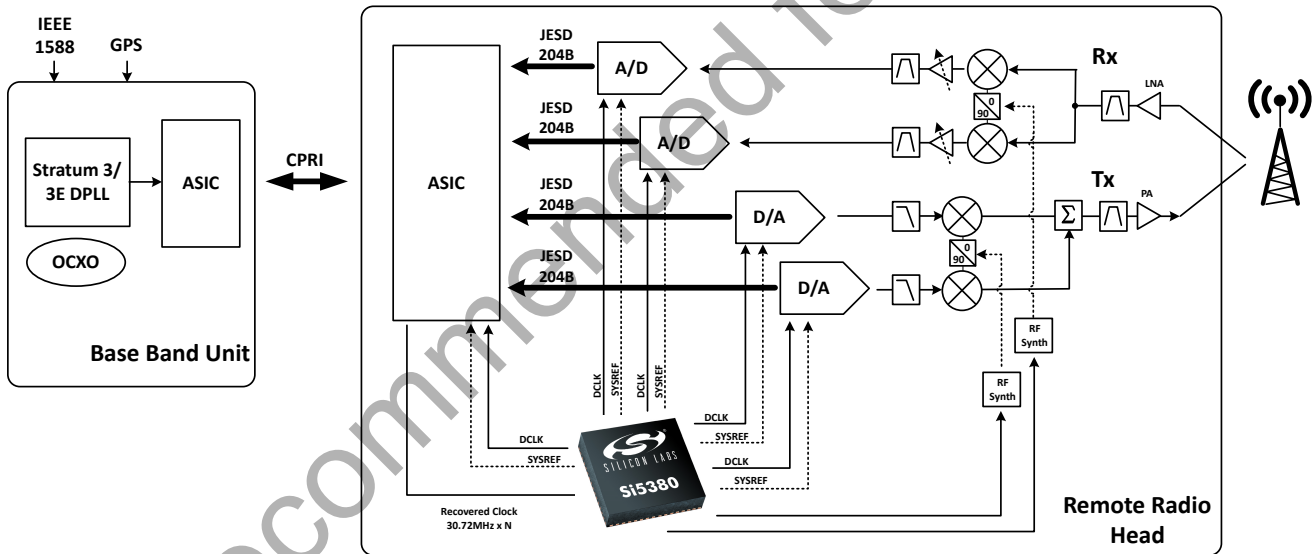 IEEE
1588
GPS
Stratum 3/
3E DPLL
ASIC
OCXO
Base Band Unit
CPRI
ASIC
JESD
204B
A/D
JESD
204B
A/D
JESD
204B
D/A
JESD
204B
D/A
Rx
LNA
0
90
Tx
PA
Σ
0
90
RF
Synth
RF
Synth
DCLK
SYSREF
DCLK
SYSREF
DCLK
SYSREF
DCLK
SYSREF
DCLK
SYSREF
SILICON LABS
Si5380
Recovered Clock
30.72MHz x N
Remote Radio
Head
ecommended